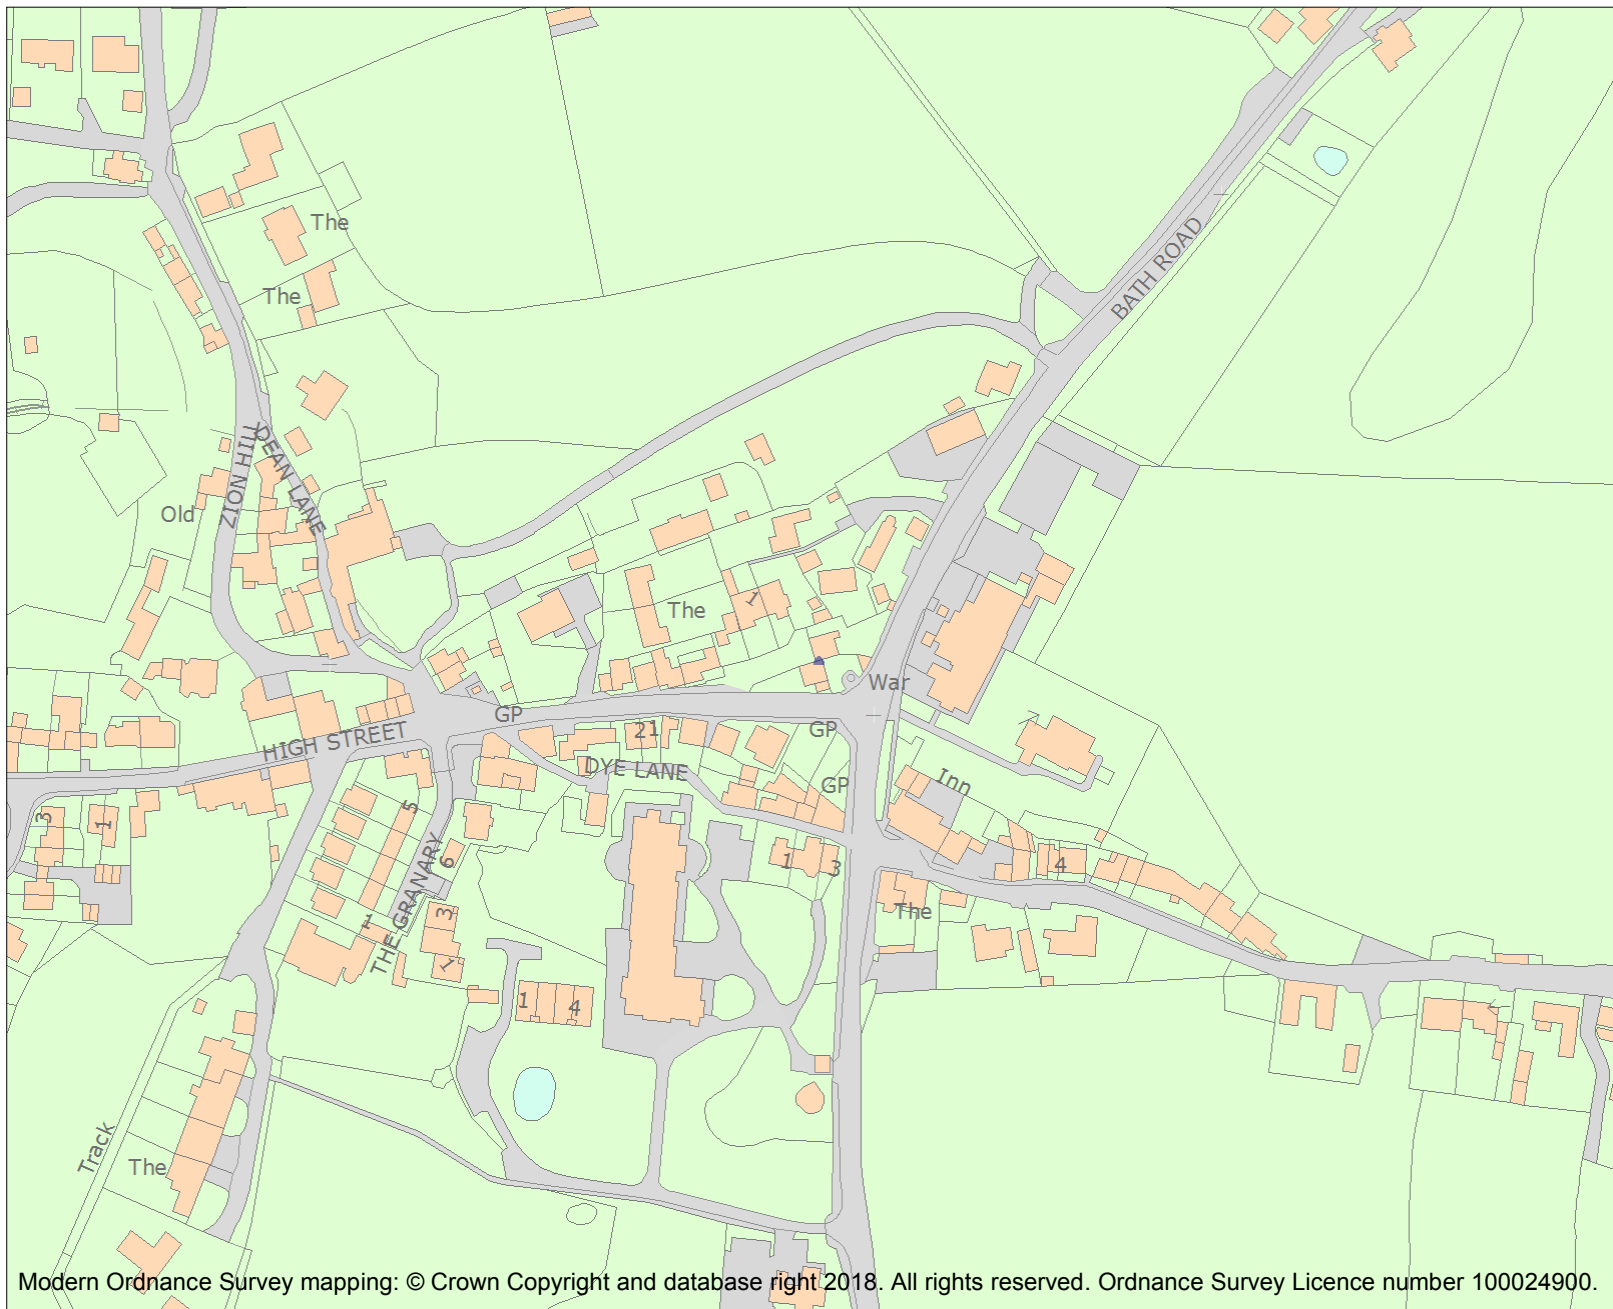 BATH ROAD
The
The
ZION HILL
DEAN LANE
Old
The
1
War
GP
HIGH STREET
21
GP
DYE LANE
GP
Inn
7
3
1
5
6
THE GRANARY
1
3
1
1
3
4
The
1
4
Track
The
Modern Ordnance Survey mapping: © Crown Copyright and database right 2018. All rights reserved. Ordnance Survey Licence number 100024900.